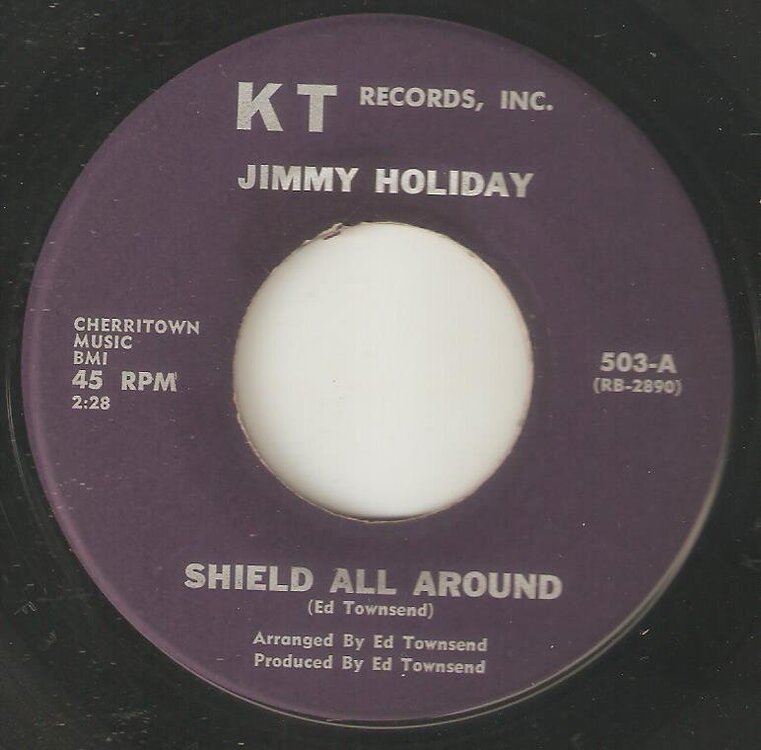 KT RECORDS, INC.
JIMMY HOLIDAY
CHERRITOWN
MUSIC
BMI
45 RPM
2:28
503-A
(RB-2890)
SHIELD ALL AROUND
(Ed Townsend)
Arranged By Ed Townsend
Produced By Ed Townsend